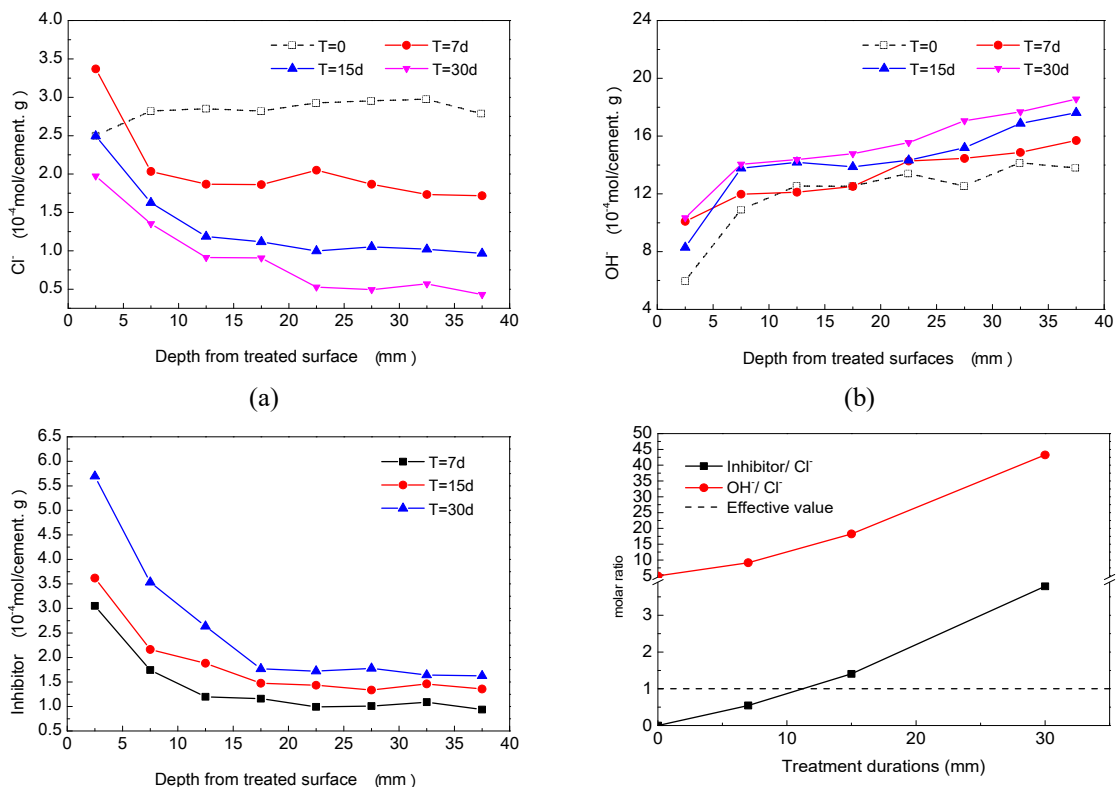 4.0
3.5
3.0
2.5
2.0
1.5
1.0
0.5
Cl⁻ (10⁻⁴mol/cement. g )
T=0 T=7d
T=15d T=30d
0 5 10 15 20 25 30 35 40
Depth from treated surface (mm )
(a)
24
20
16
12
8
4
OH⁻ (10⁻⁴mol/cement. g )
T=0 T=7d
T=15d T=30d
0 5 10 15 20 25 30 35 40
Depth from treated surfaces (mm )
(b)
6.5
6.0
5.5
5.0
4.5
4.0
3.5
3.0
2.5
2.0
1.5
1.0
0.5
Inhibitor (10⁻⁴mol/cement. g )
T=7d
T=15d
T=30d
0 5 10 15 20 25 30 35 40
Depth from treated surface (mm )
50
45
40
35
30
25
20
15
10
5
3
2
1
0
molar ratio
Inhibitor/ Cl⁻
OH⁻/ Cl⁻
Effective value
0 10 20 30
Treatment durations (mm)